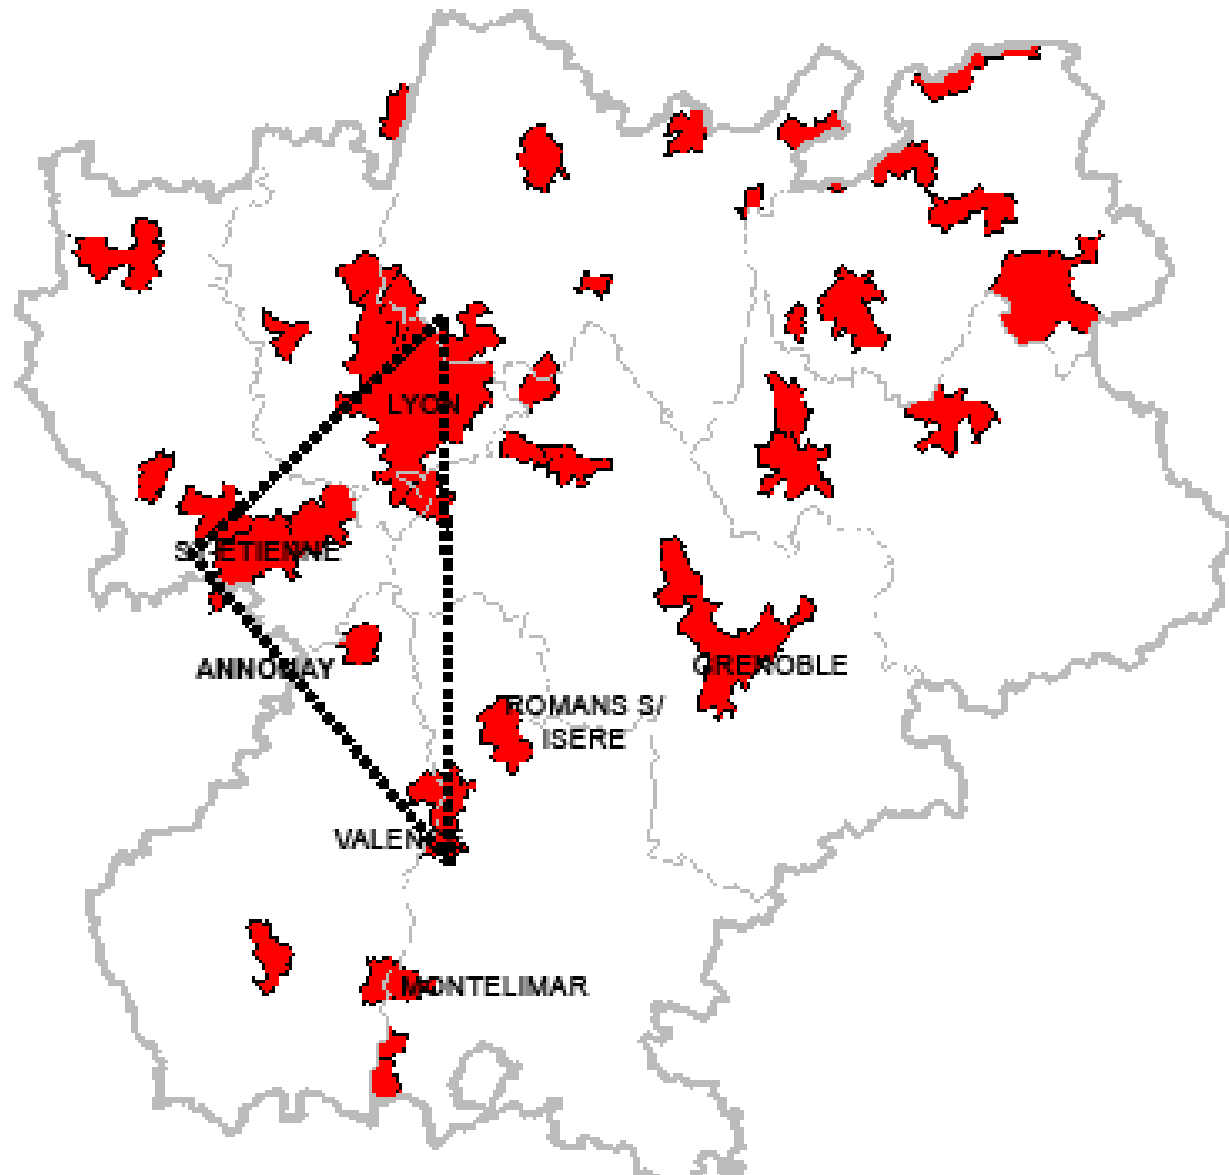 LYON
ST ETIENNE
ANNONAY
GRENOBLE
ROMANS S/
ISERE
VALENCE
MONTELIMAR